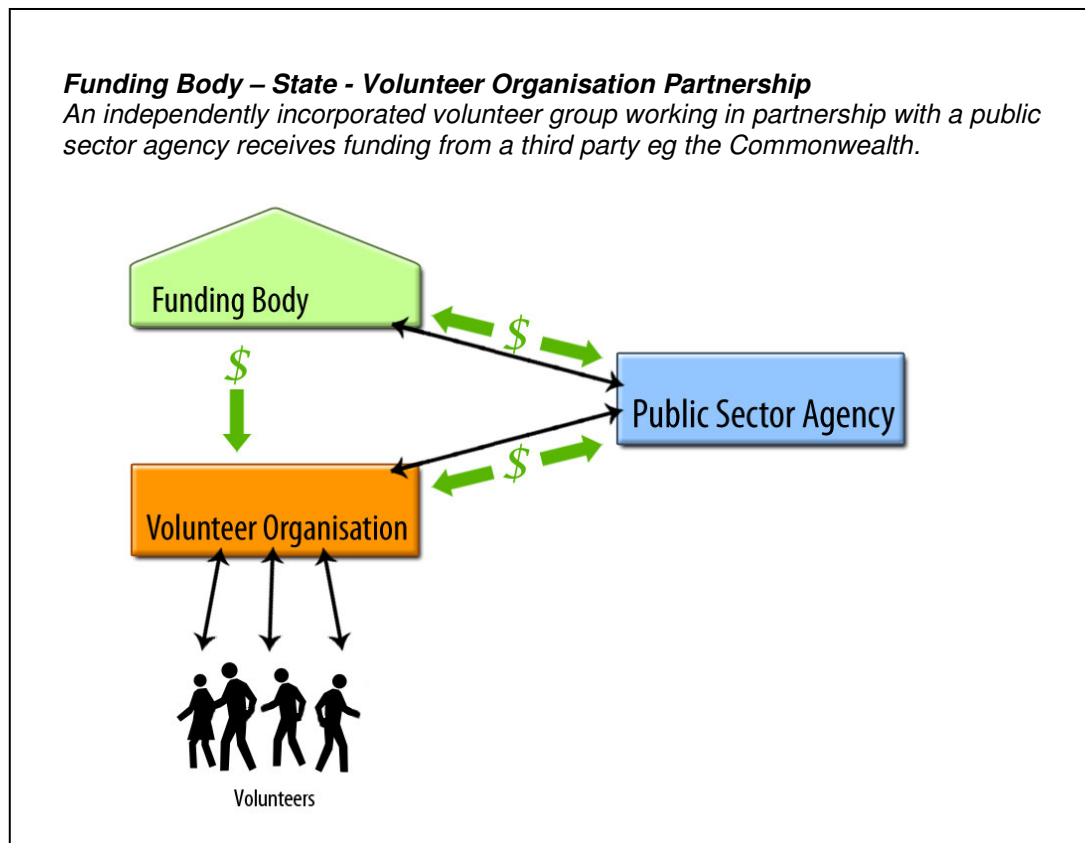 Funding Body – State - Volunteer Organisation Partnership
An independently incorporated volunteer group working in partnership with a public
sector agency receives funding from a third party eg the Commonwealth.
Funding Body
$
$
Public Sector Agency
$
Volunteer Organisation
Volunteers